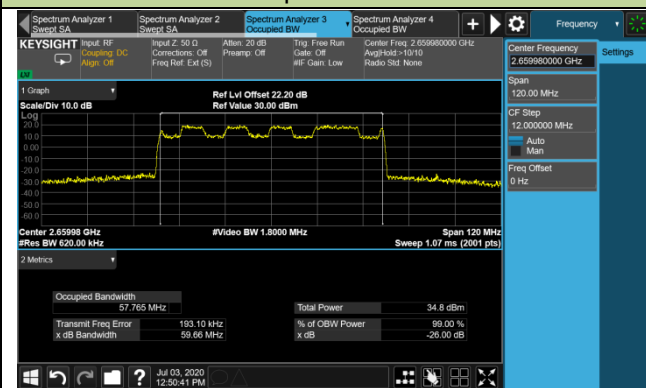 Spectrum Analyzer 1
Swept SA
Spectrum Analyzer 2
Swept SA
Spectrum Analyzer 3
Occupied BW
Spectrum Analyzer 4
Occupied BW
Frequency
KEYSIGHT
Input: RF
Coupling: DC
Align: Off
LXI
Input Z: 50 Ω
Corrections: Off
Freq Ref: Ext (S)
Atten: 20 dB
Preamp: Off
Trig: Free Run
Gate: Off
#IF Gain: Low
Center Freq: 2.659980000 GHz
Avg|Hold:>10/10
Radio Std: None
Center Frequency
2.659980000 GHz
Settings
Span
120.00 MHz
CF Step
12.000000 MHz
Auto
Man
Freq Offset
0 Hz
1 Graph
Scale/Div 10.0 dB
Ref Lvl Offset 22.20 dB
Ref Value 30.00 dBm
Log
20.0
10.0
0.00
-10.0
-20.0
-30.0
-40.0
-50.0
-60.0
Center 2.65998 GHz
#Video BW 1.8000 MHz
Span 120 MHz
#Res BW 620.00 kHz
Sweep 1.07 ms (2001 pts)
2 Metrics
Occupied Bandwidth
57.765 MHz
Total Power
34.8 dBm
Transmit Freq Error
193.10 kHz
% of OBW Power
99.00 %
x dB Bandwidth
59.66 MHz
x dB
-26.00 dB
Jul 03, 2020
12:50:41 PM